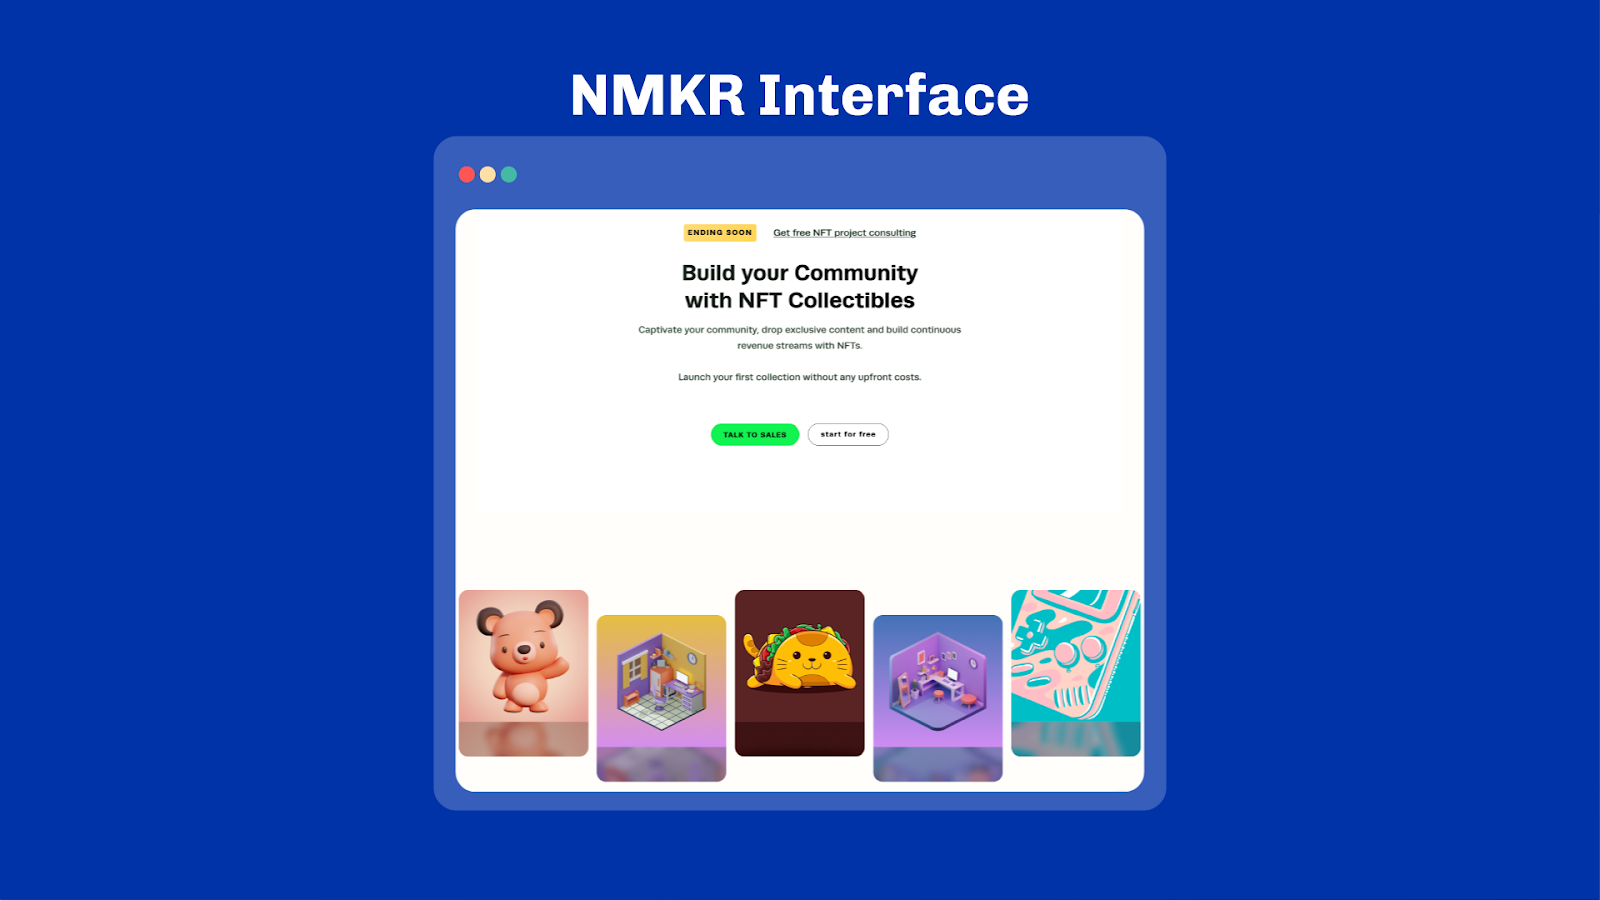 NMKR Interface
ENDING SOON Get free NFT project consulting
Build your Community
with NFT Collectibles
Captivate your community, drop exclusive content and build continuous
revenue streams with NFTs.
Launch your first collection without any upfront costs.
TALK TO SALES start for free